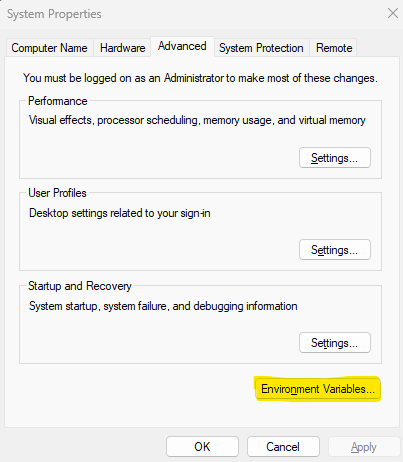 System Properties
Computer Name Hardware Advanced System Protection Remote
You must be logged on as an Administrator to make most of these changes.
Performance
Visual effects, processor scheduling, memory usage, and virtual memory
Settings...
User Profiles
Desktop settings related to your sign-in
Settings...
Startup and Recovery
System startup, system failure, and debugging information
Settings...
Environment Variables...
OK Cancel Apply